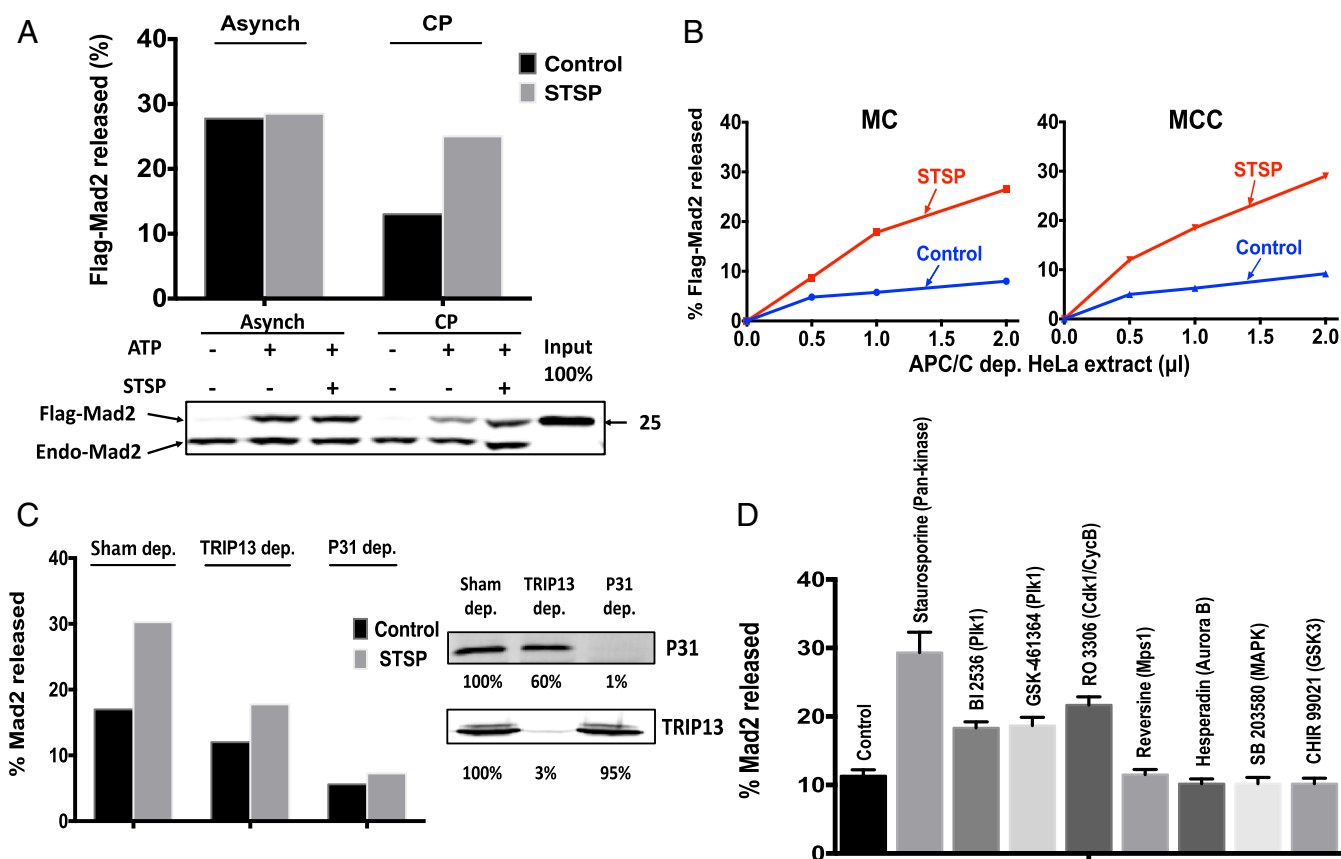 A
Asynch CP
Flag-Mad2 released (%)
40
30
20
10
0
Control
STSP
Asynch CP
ATP - + + - + + Input
100%
STSP - - + - - +
Flag-Mad2
25
Endo-Mad2
B
MC
% Flag-Mad2 released
40
30
20
10
0
STSP
Control
0.0 0.5 1.0 1.5 2.0
MCC
40
30
20
10
0
STSP
Control
0.0 0.5 1.0 1.5 2.0
APC/C dep. HeLa extract (µl)
C
Sham dep. TRIP13 dep. P31 dep.
% Mad2 released
40
30
20
10
0
Control
STSP
Sham TRIP13 P31
dep. dep. dep.
P31
100% 60% 1%
TRIP13
100% 3% 95%
D
% Mad2 released
40
30
20
10
0
Control
Staurosporine (Pan-kinase)
BI 2536 (Plk1)
GSK-461364 (Plk1)
RO 3306 (Cdk1/CycB)
Reversine (Mps1)
Hesperadin (Aurora B)
SB 203580 (MAPK)
CHIR 99021 (GSK3)